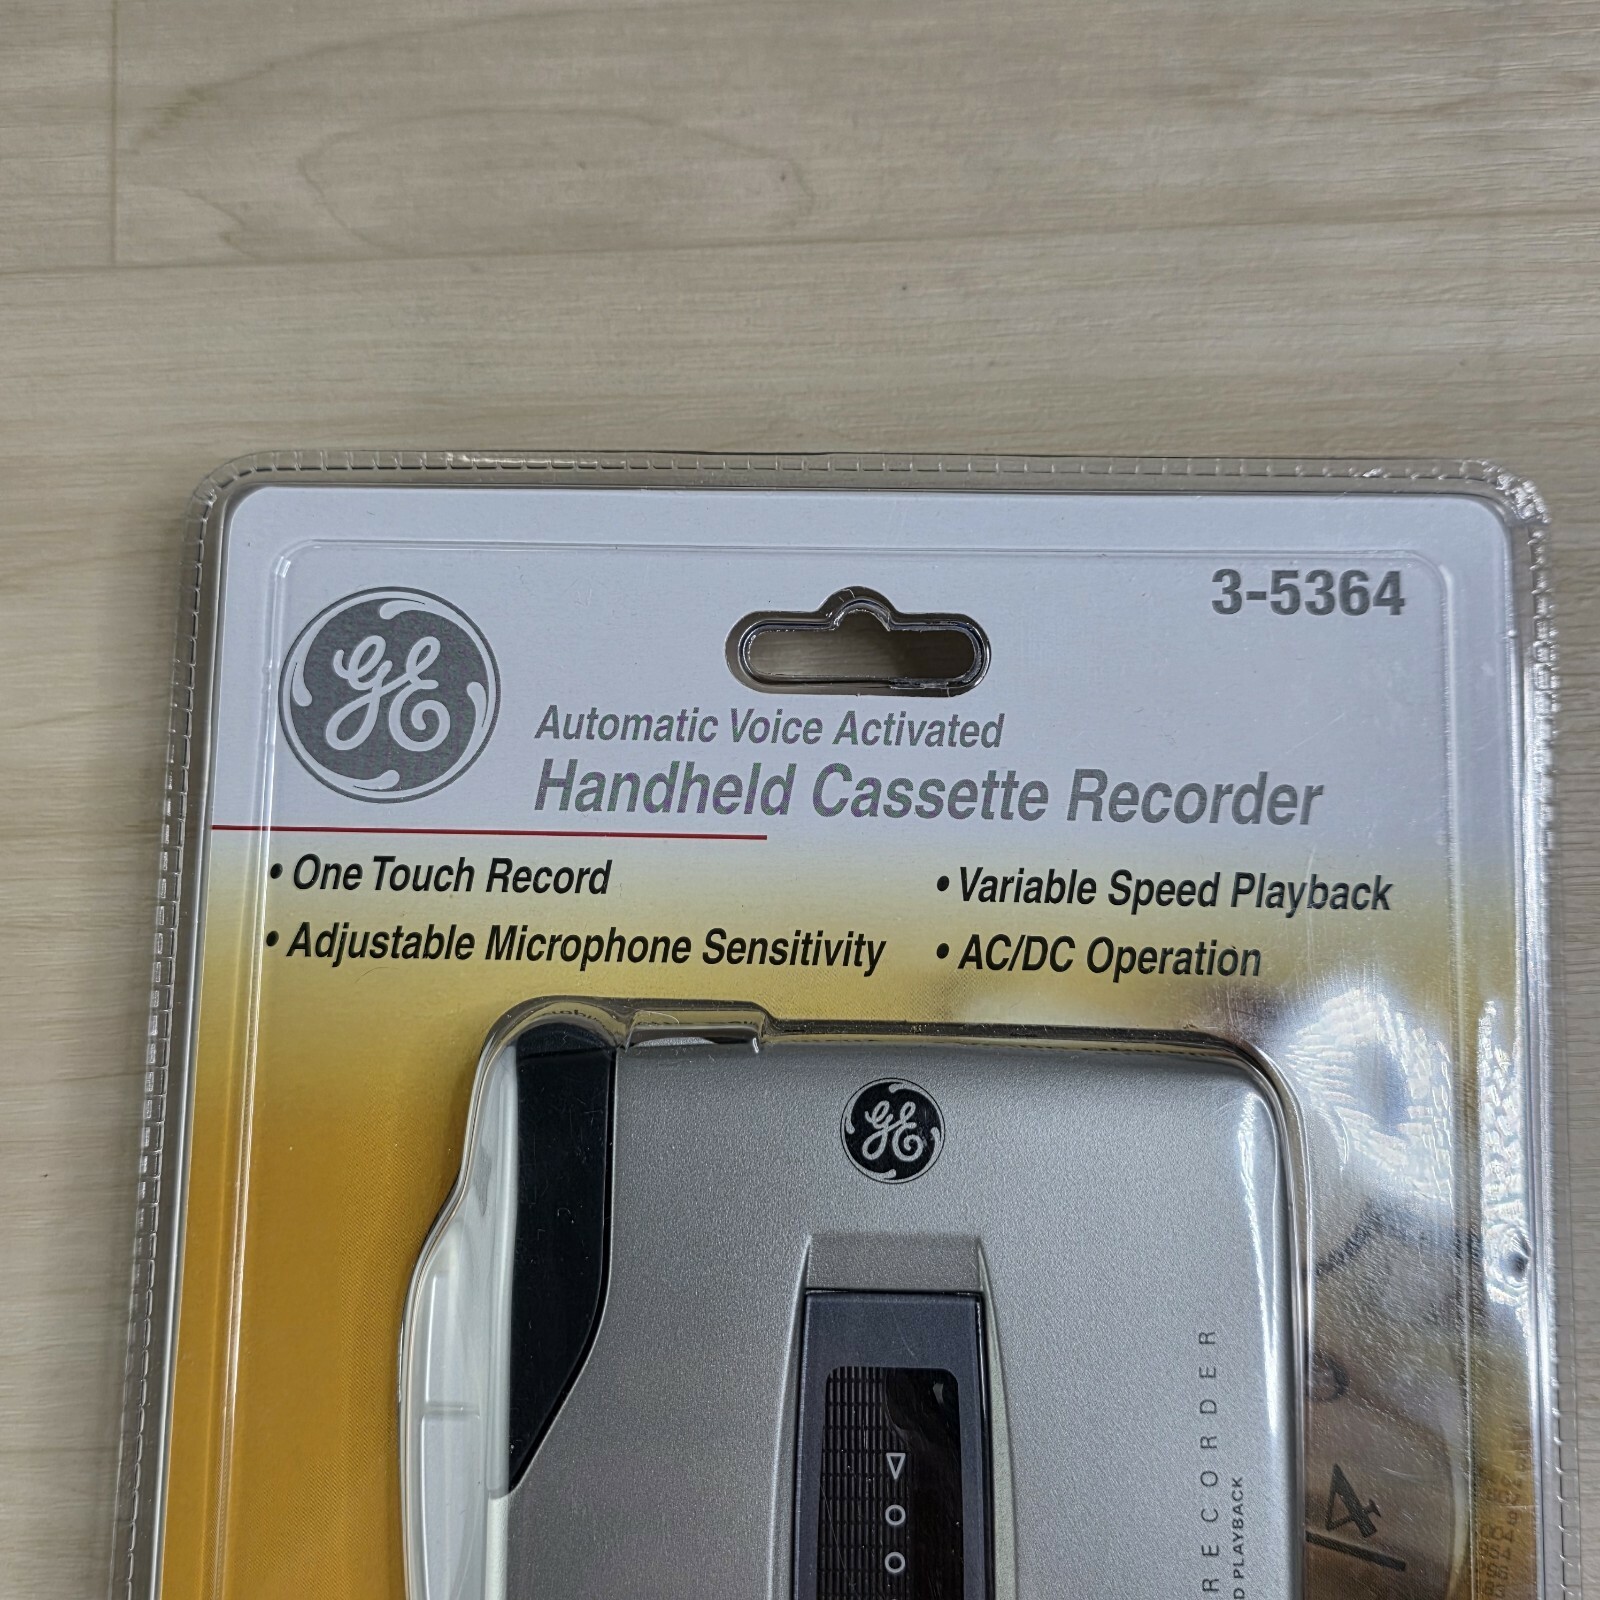 3-5364
GE
Automatic Voice Activated
Handheld Cassette Recorder
• One Touch Record
• Adjustable Microphone Sensitivity
• Variable Speed Playback
• AC/DC Operation
GE
RECORDER
PLAYBACK